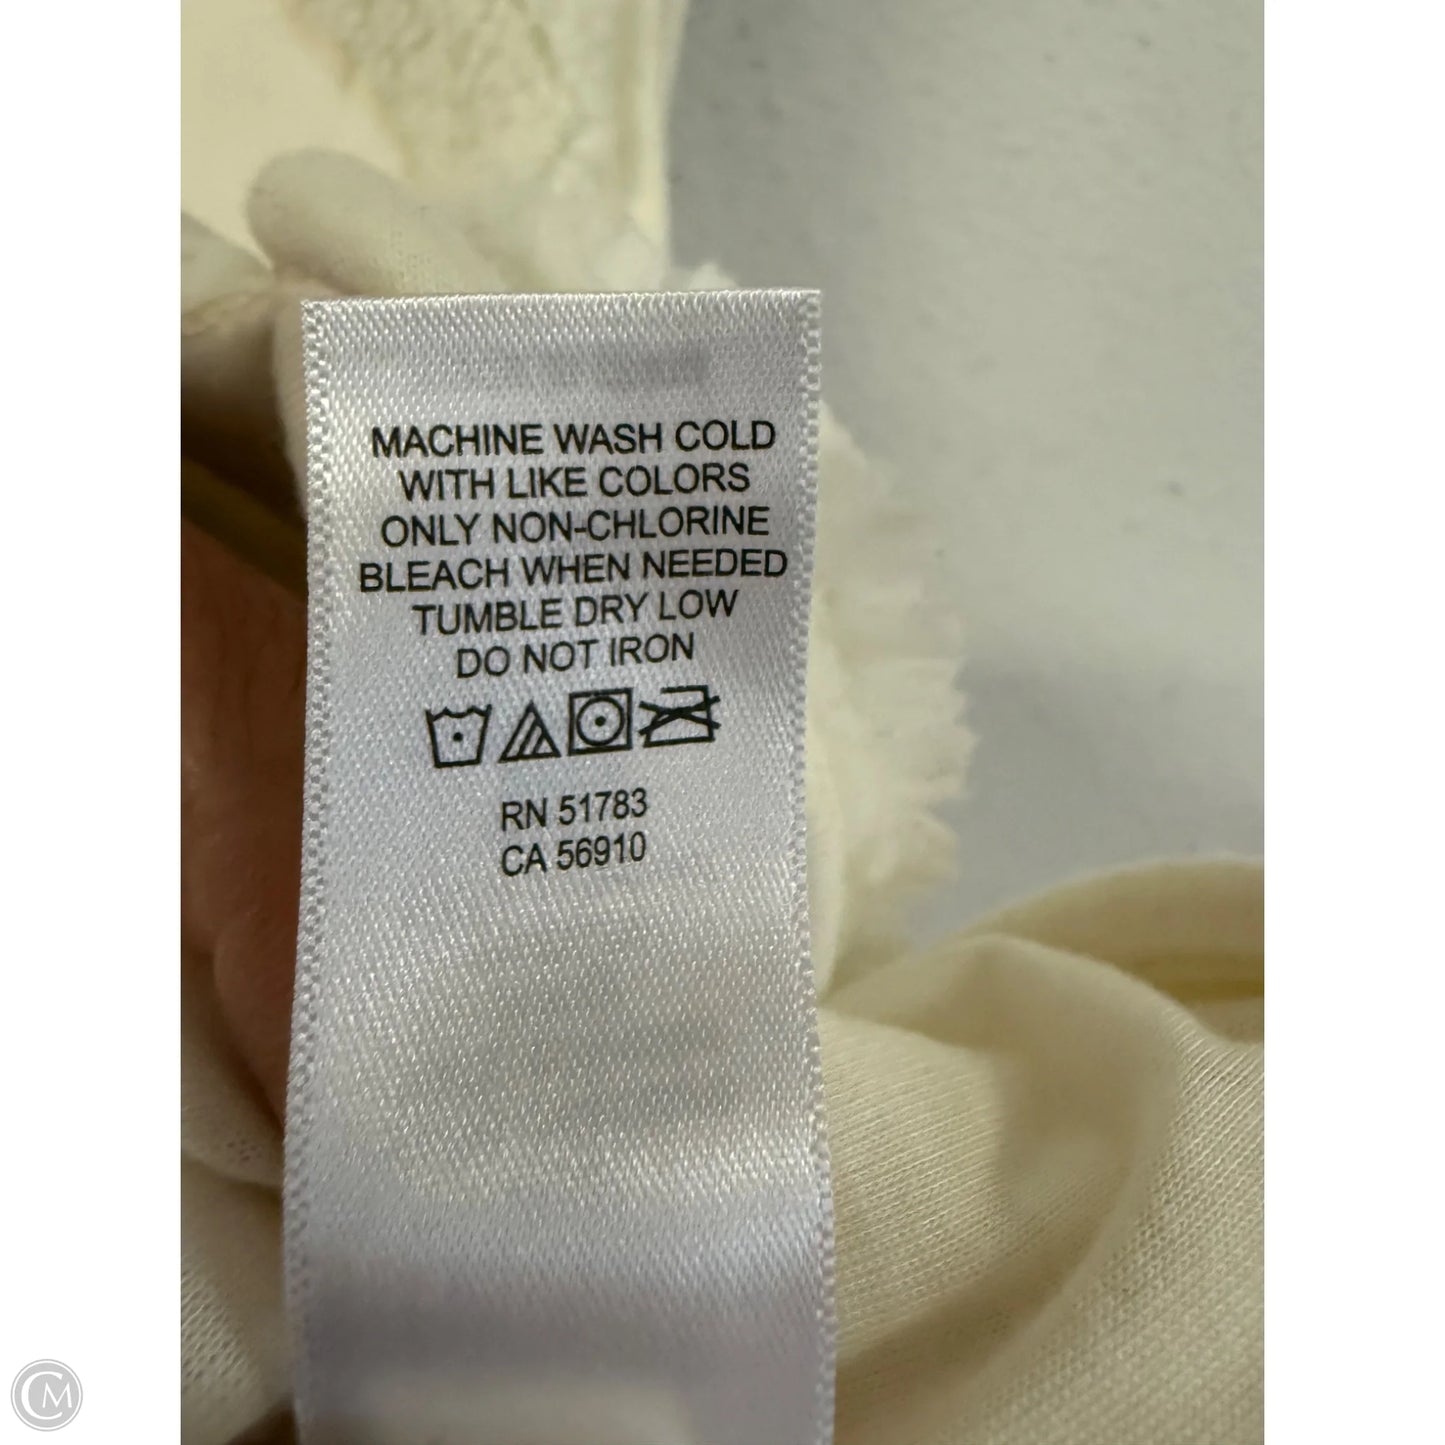 MACHINE WASH COLD
WITH LIKE COLORS
ONLY NON-CHLORINE
BLEACH WHEN NEEDED
TUMBLE DRY LOW
DO NOT IRON
RN 51783
CA 56910
CM